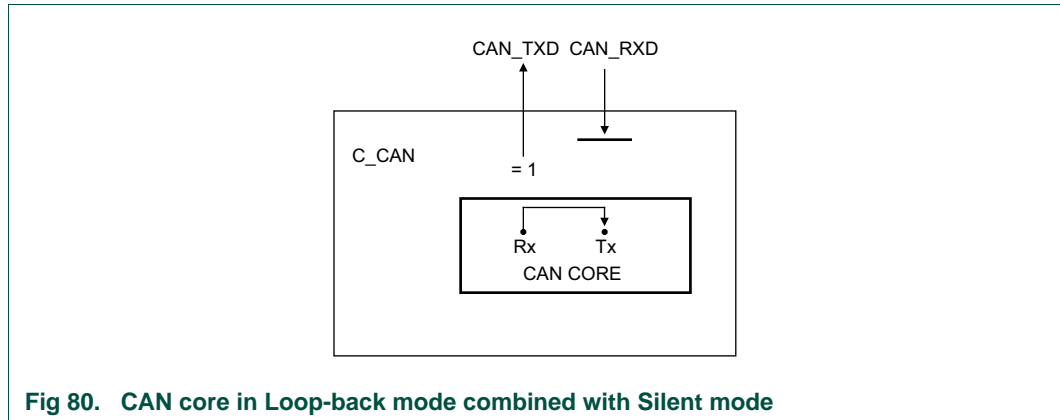 CAN_TXD CAN_RXD
C_CAN
= 1
Rx Tx
CAN CORE
Fig 80. CAN core in Loop-back mode combined with Silent mode